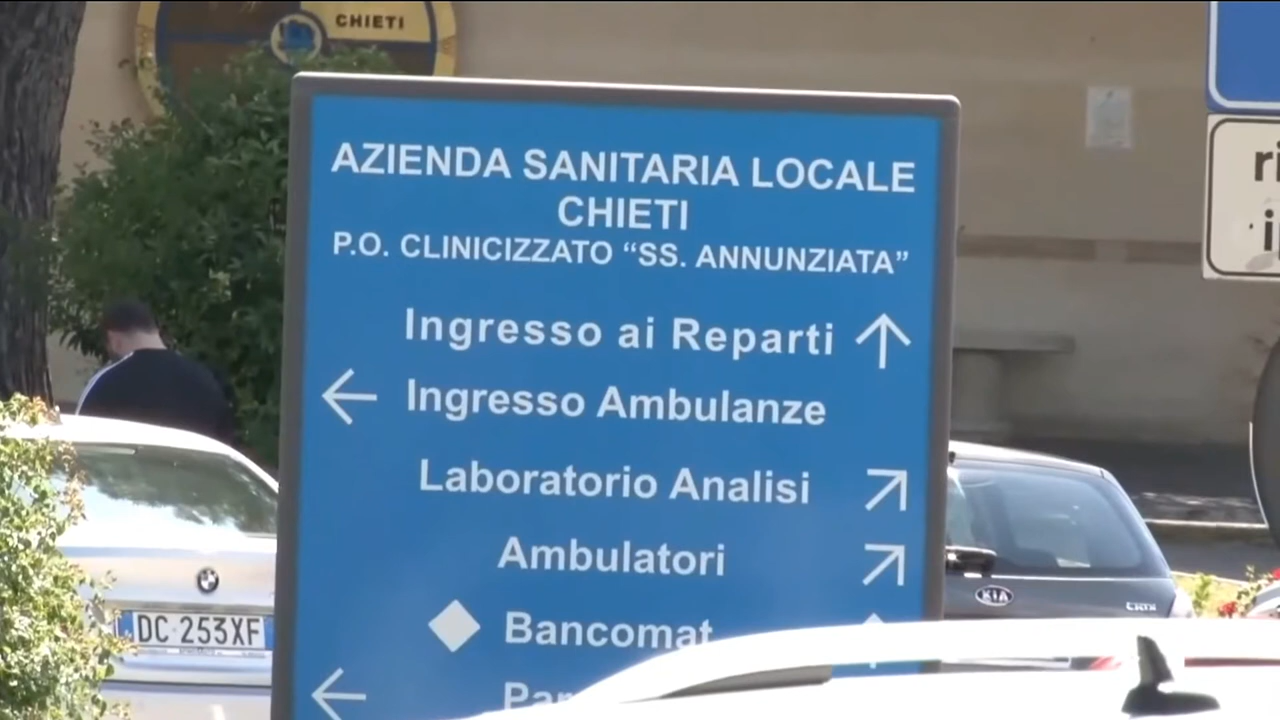 CHIETI
AZIENDA SANITARIA LOCALE
CHIETI
P.O. CLINICIZZATO “SS. ANNUNZIATA”
Ingresso ai Reparti
Ingresso Ambulanze
Laboratorio Analisi
Ambulatori
Bancomat
DC 253XF
KIA
CRDi